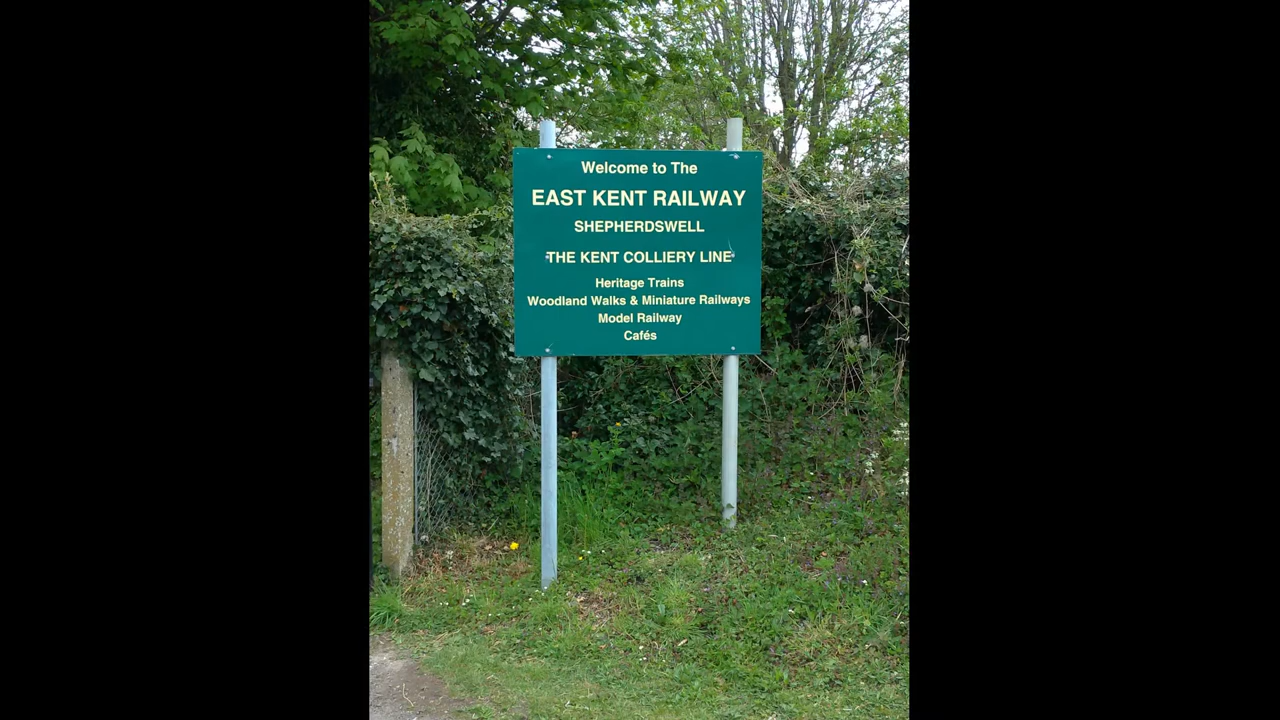 Welcome to The
EAST KENT RAILWAY
SHEPHERDSWELL
THE KENT COLLIERY LINE
Heritage Trains
Woodland Walks & Miniature Railways
Model Railway
Cafés